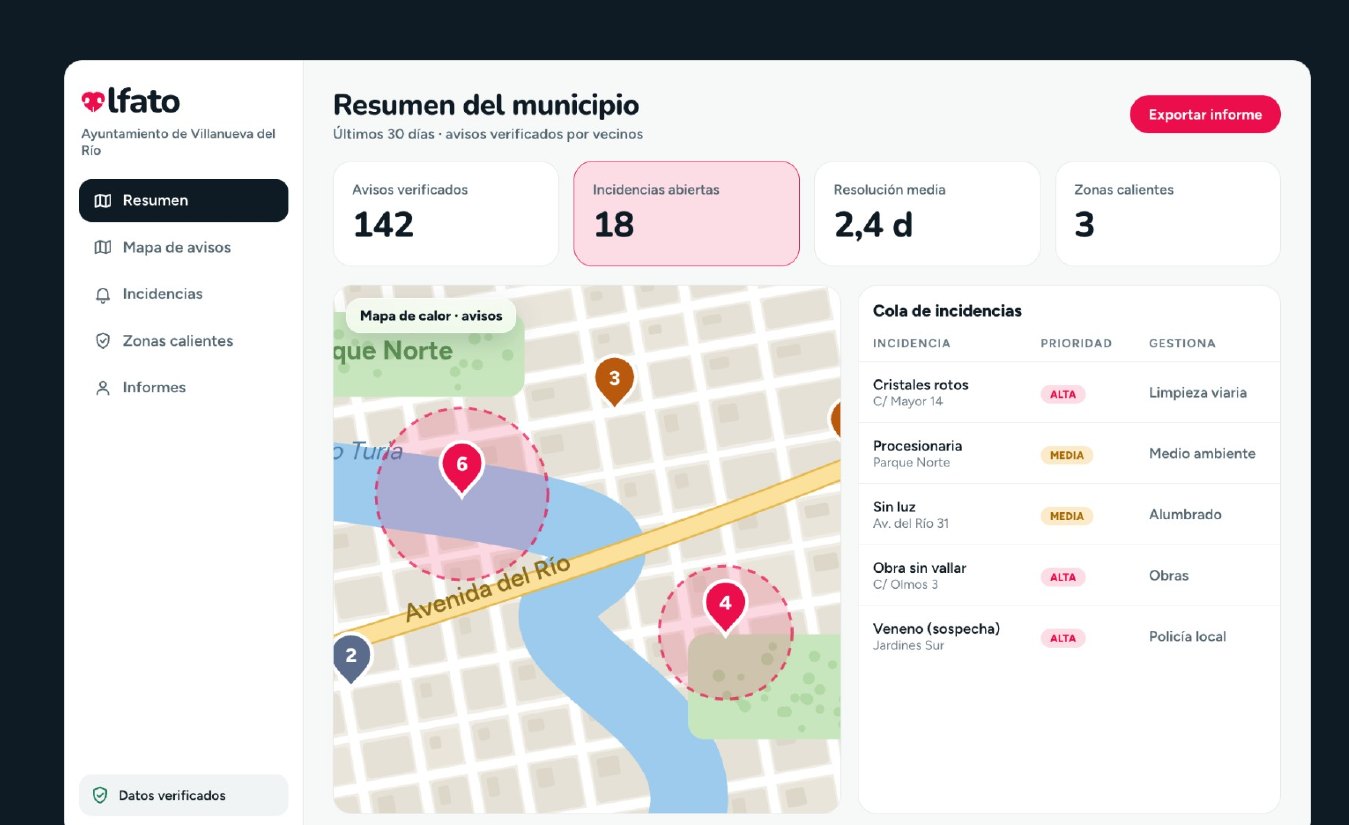 lfato
Ayuntamiento de Villanueva del
Río
Resumen
Mapa de avisos
Incidencias
Zonas calientes
Informes
Datos verificados
Resumen del municipio
Últimos 30 días · avisos verificados por vecinos
Exportar informe
Avisos verificados
142
Incidencias abiertas
18
Resolución media
2,4 d
Zonas calientes
3
Mapa de calor · avisos
que Norte
3
o Turia
6
Avenida del Río
4
2
Cola de incidencias
INCIDENCIA PRIORIDAD GESTIONA
Cristales rotos
C/ Mayor 14
ALTA
Limpieza viaria
Procesionaria
Parque Norte
MEDIA
Medio ambiente
Sin luz
Av. del Río 31
MEDIA
Alumbrado
Obra sin vallar
C/ Olmos 3
ALTA
Obras
Veneno (sospecha)
Jardines Sur
ALTA
Policía local